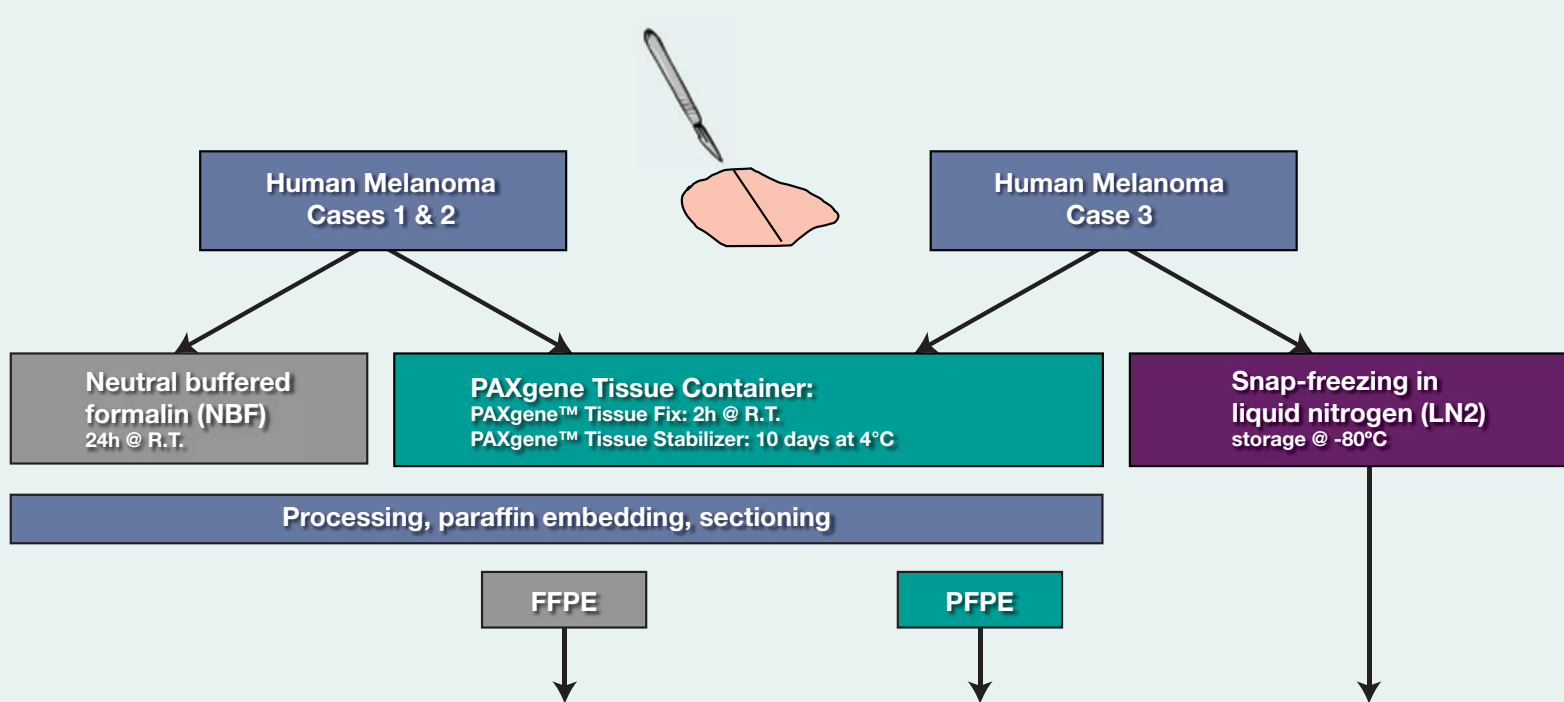 Human Melanoma
Cases 1 & 2
Human Melanoma
Case 3
Neutral buffered
formalin (NBF)
24h @ R.T.
PAXgene Tissue Container:
PAXgene™ Tissue Fix: 2h @ R.T.
PAXgene™ Tissue Stabilizer: 10 days at 4°C
Snap-freezing in
liquid nitrogen (LN2)
storage @ -80ºC
Processing, paraffin embedding, sectioning
FFPE
PFPE